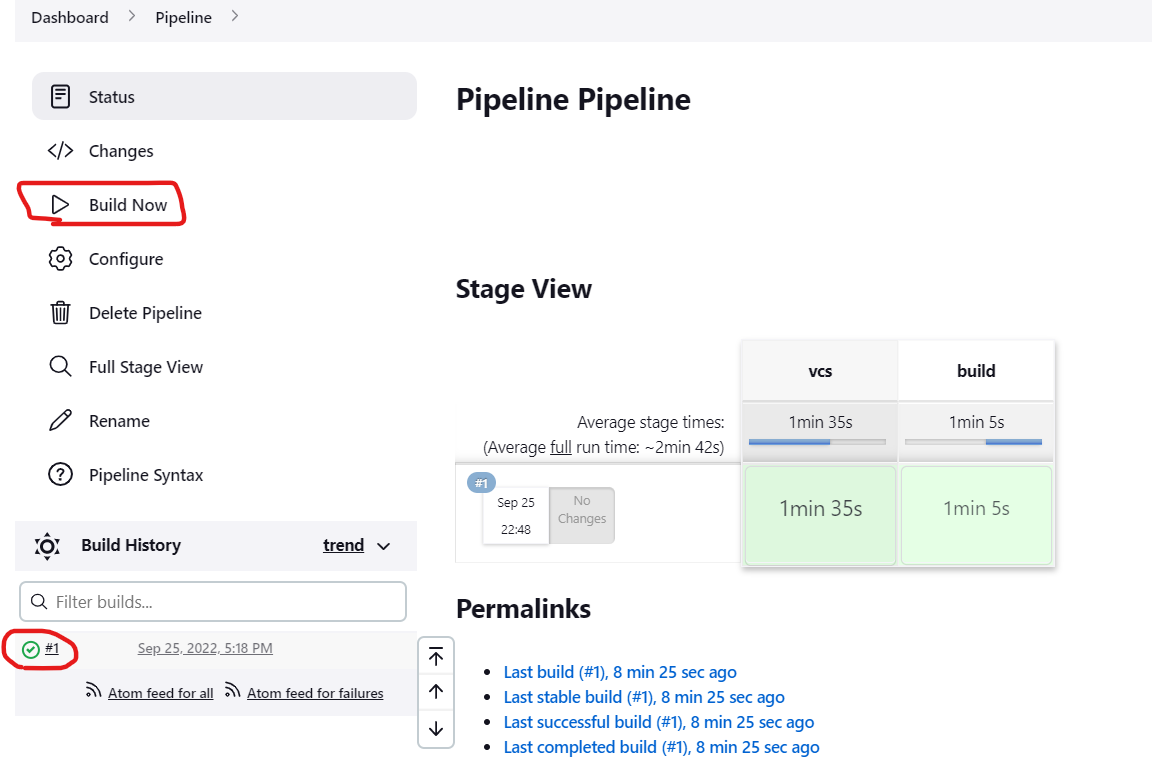 Dashboard > Pipeline >
Status
Changes
Build Now
Configure
Delete Pipeline
Full Stage View
Rename
Pipeline Syntax
Build History trend
Filter builds...
#1 Sep 25, 2022, 5:18 PM
Atom feed for all Atom feed for failures
Pipeline Pipeline
Stage View
vcs build
Average stage times: 1min 35s 1min 5s
(Average full run time: ~2min 42s)
#1
Sep 25
22:48
No
Changes
1min 35s 1min 5s
Permalinks
Last build (#1), 8 min 25 sec ago
Last stable build (#1), 8 min 25 sec ago
Last successful build (#1), 8 min 25 sec ago
Last completed build (#1), 8 min 25 sec ago